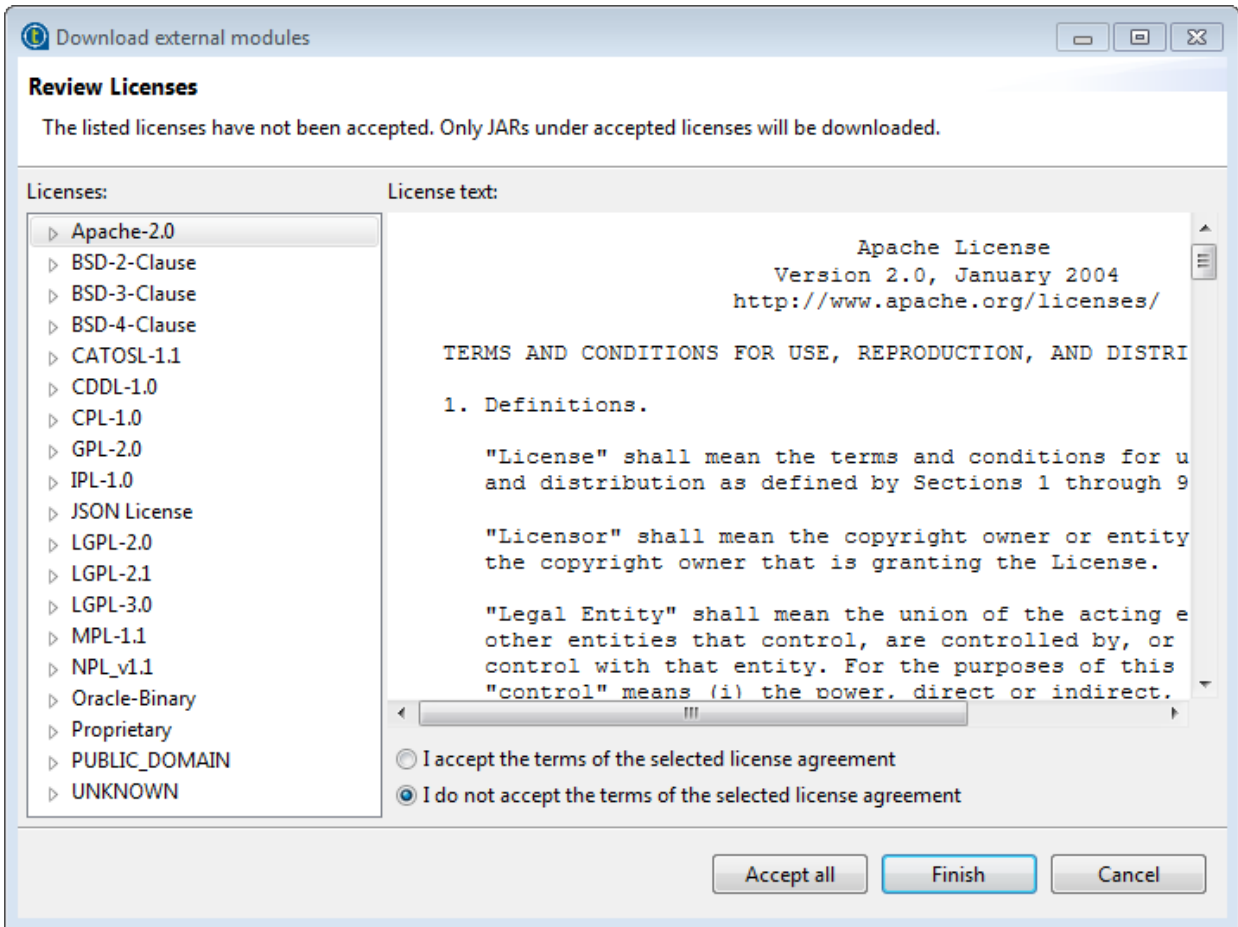 Download external modules
Review Licenses
The listed licenses have not been accepted. Only JARs under accepted licenses will be downloaded.
Licenses:
Apache-2.0
BSD-2-Clause
BSD-3-Clause
BSD-4-Clause
CATOSL-1.1
CDDL-1.0
CPL-1.0
GPL-2.0
IPL-1.0
JSON License
LGPL-2.0
LGPL-2.1
LGPL-3.0
MPL-1.1
NPL_v1.1
Oracle-Binary
Proprietary
PUBLIC_DOMAIN
UNKNOWN
License text:
Apache License
Version 2.0, January 2004
http://www.apache.org/licenses/
TERMS AND CONDITIONS FOR USE, REPRODUCTION, AND DISTRI
1. Definitions.
"License" shall mean the terms and conditions for u
and distribution as defined by Sections 1 through 9
"Licensor" shall mean the copyright owner or entity
the copyright owner that is granting the License.
"Legal Entity" shall mean the union of the acting e
other entities that control, are controlled by, or
control with that entity. For the purposes of this
"control" means (i) the power, direct or indirect,
I accept the terms of the selected license agreement
I do not accept the terms of the selected license agreement
Accept all
Finish
Cancel